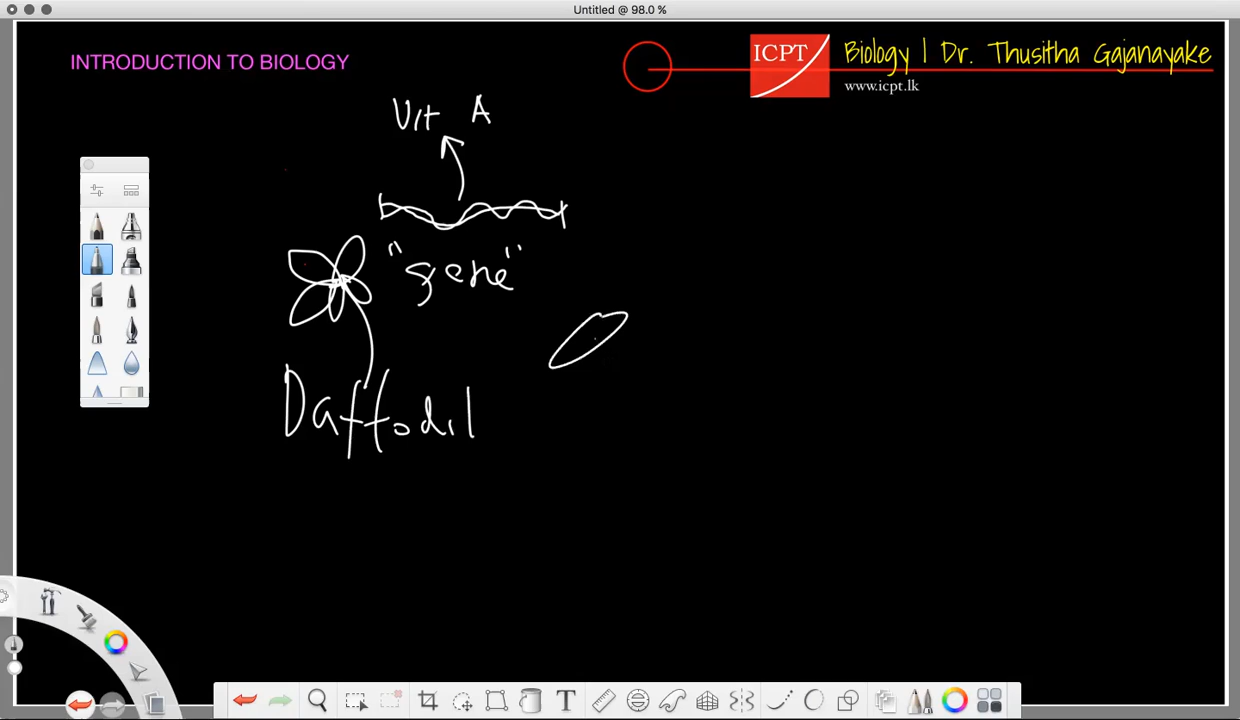 Untitled @ 98.0 %
INTRODUCTION TO BIOLOGY
ICPT
Biology | Dr. Thusitha Gajanayake
www.icpt.lk
Vit A
"gene"
Daffodil
T